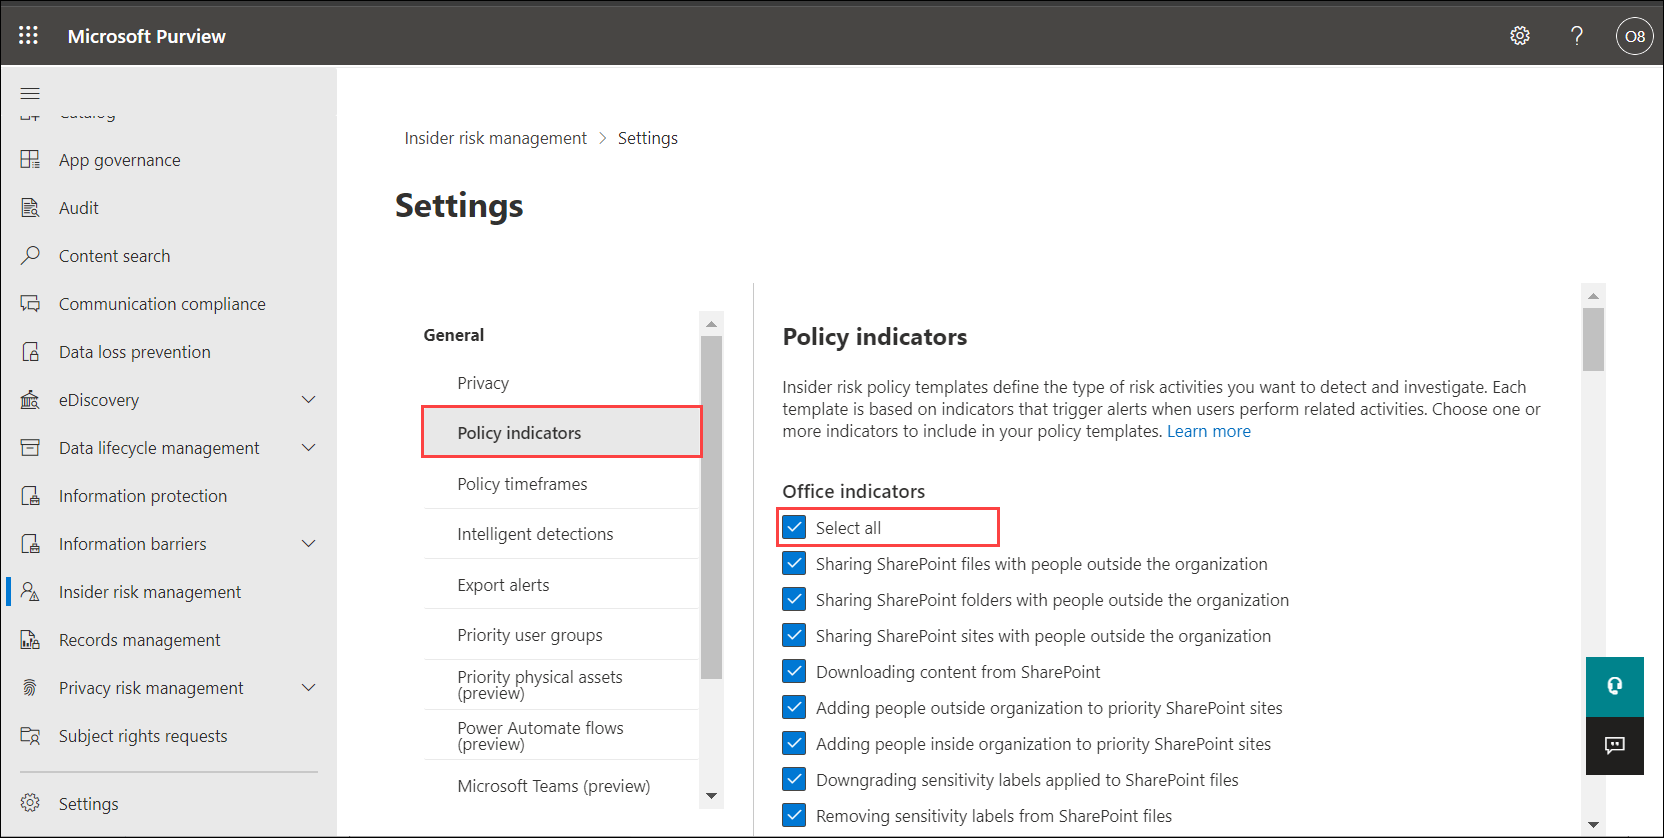 Microsoft Purview
O8
Catalog
App governance
Audit
Content search
Communication compliance
Data loss prevention
eDiscovery
Data lifecycle management
Information protection
Information barriers
Insider risk management
Records management
Privacy risk management
Subject rights requests
Settings
Insider risk management > Settings
Settings
General
Privacy
Policy indicators
Policy timeframes
Intelligent detections
Export alerts
Priority user groups
Priority physical assets
(preview)
Power Automate flows
(preview)
Microsoft Teams (preview)
Policy indicators
Insider risk policy templates define the type of risk activities you want to detect and investigate. Each
template is based on indicators that trigger alerts when users perform related activities. Choose one or
more indicators to include in your policy templates. Learn more
Office indicators
Select all
Sharing SharePoint files with people outside the organization
Sharing SharePoint folders with people outside the organization
Sharing SharePoint sites with people outside the organization
Downloading content from SharePoint
Adding people outside organization to priority SharePoint sites
Adding people inside organization to priority SharePoint sites
Downgrading sensitivity labels applied to SharePoint files
Removing sensitivity labels from SharePoint files